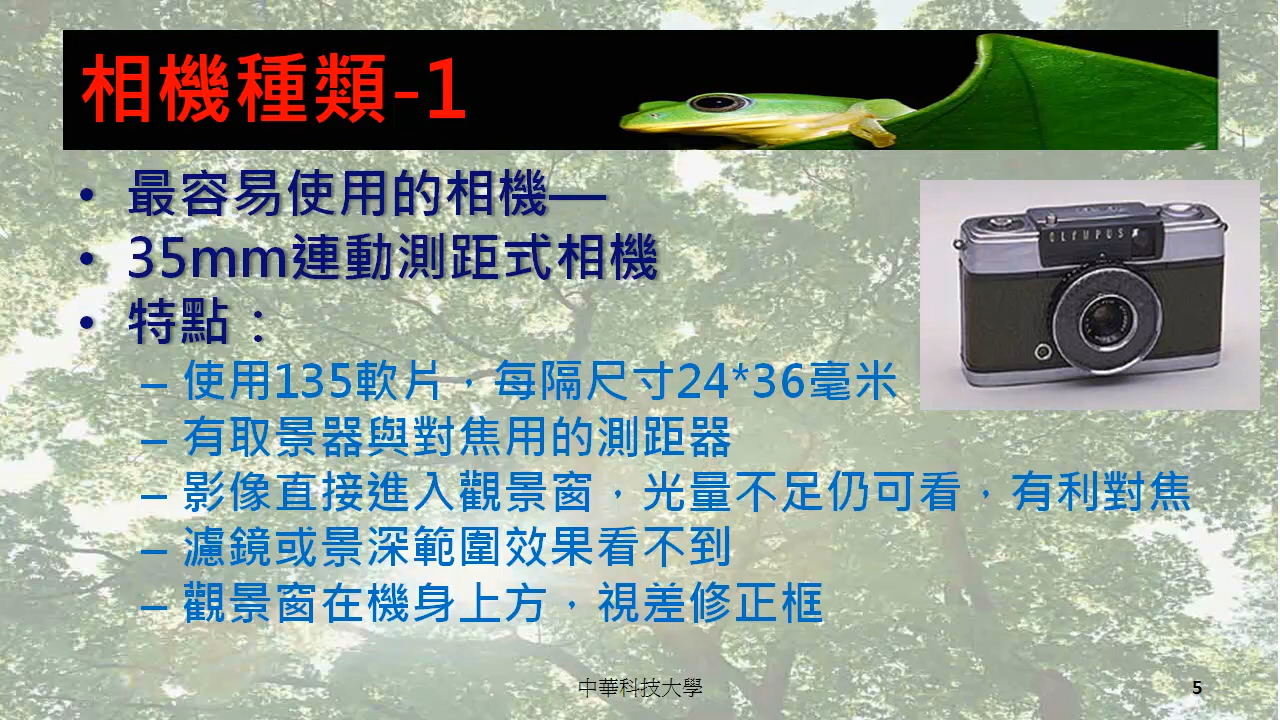 相機種類-1
• 最容易使用的相機—
• 35mm連動測距式相機
• 特點：
– 使用135軟片，每隔尺寸24*36毫米
– 有取景器與對焦用的測距器
– 影像直接進入觀景窗，光量不足仍可看，有利對焦
– 濾鏡或景深範圍效果看不到
– 觀景窗在機身上方，視差修正框
OLYMPUS
中華科技大學
5